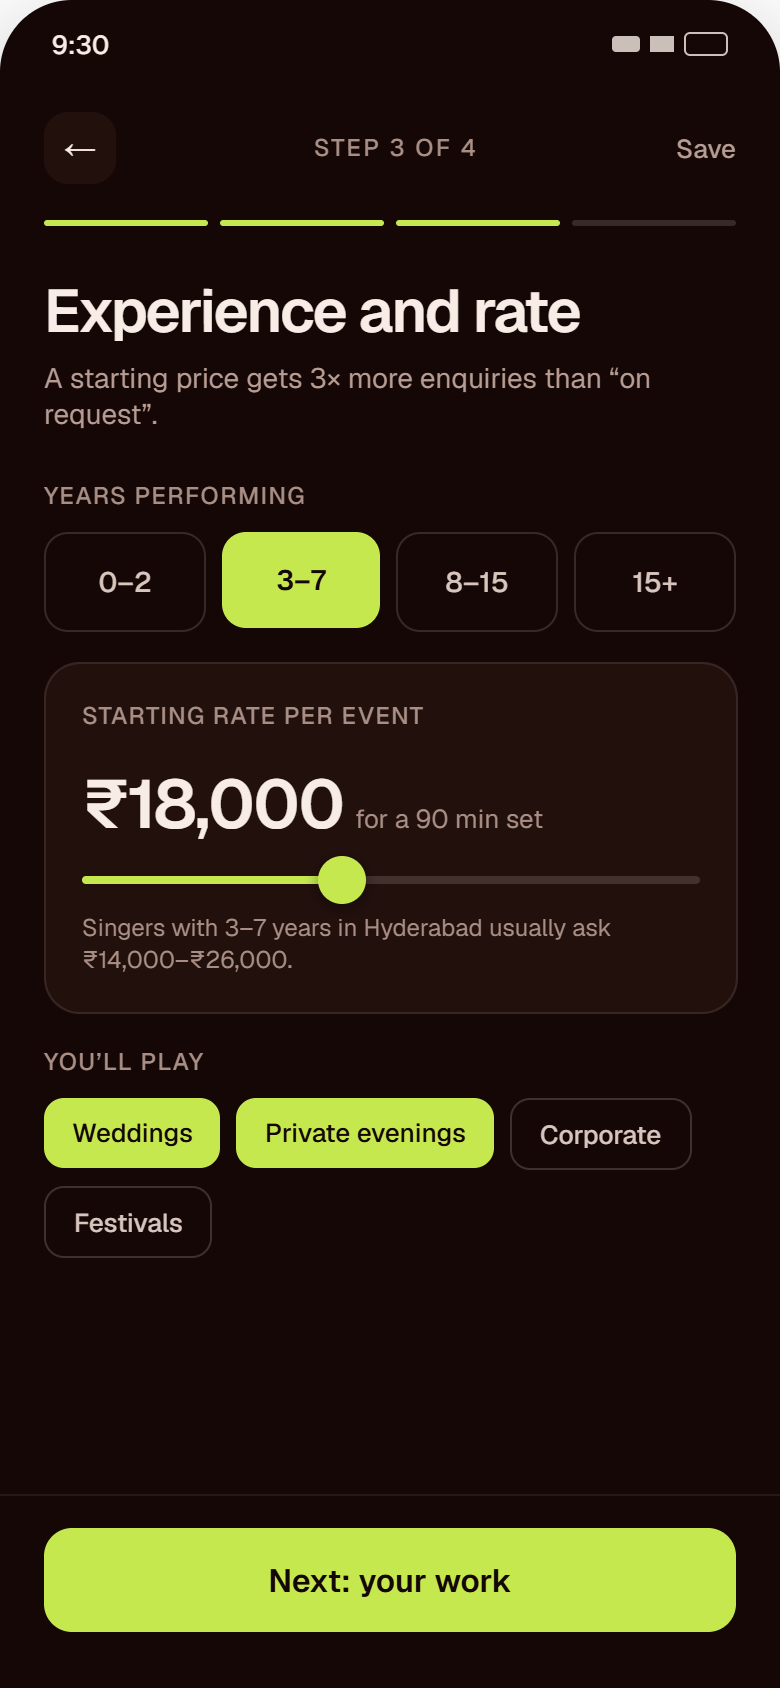 9:30
←
STEP 3 OF 4
Save
Experience and rate
A starting price gets 3× more enquiries than “on
request”.
YEARS PERFORMING
0–2
3–7
8–15
15+
STARTING RATE PER EVENT
₹18,000 for a 90 min set
Singers with 3–7 years in Hyderabad usually ask
₹14,000–₹26,000.
YOU’LL PLAY
Weddings
Private evenings
Corporate
Festivals
Next: your work